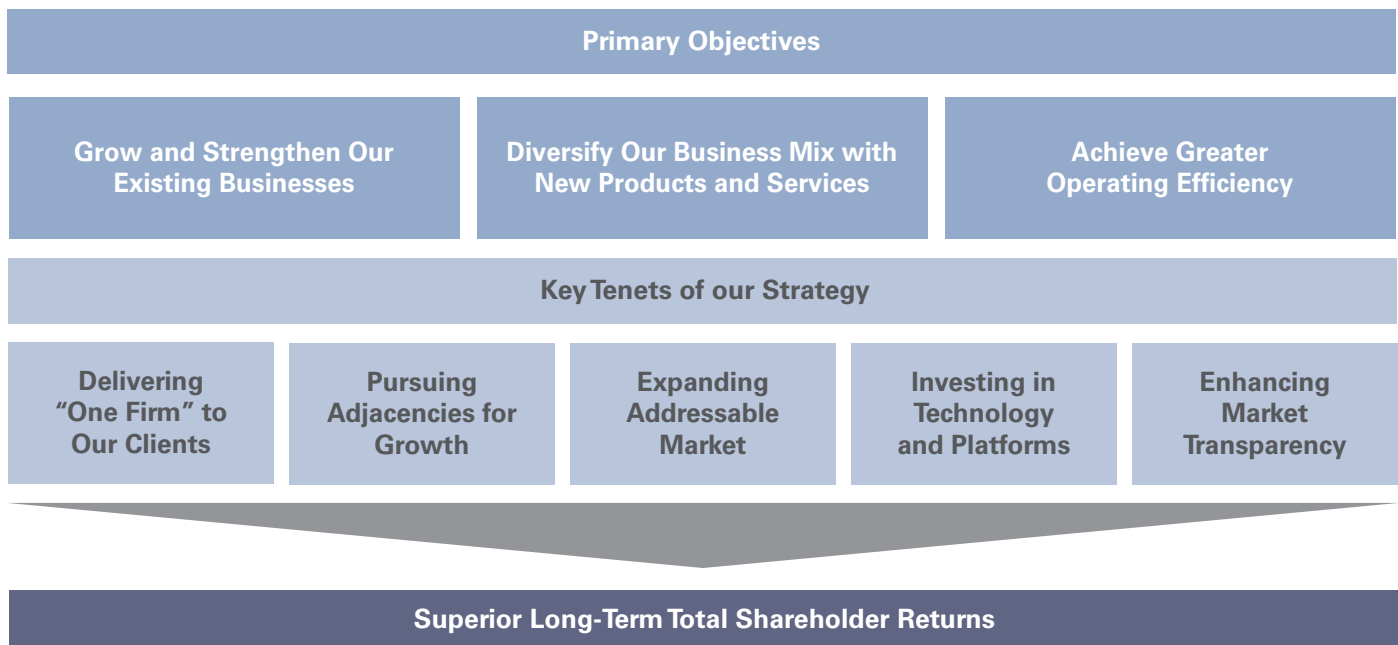 Primary Objectives
Grow and Strengthen Our
Existing Businesses
Diversify Our Business Mix with
New Products and Services
Achieve Greater
Operating Efficiency
Key Tenets of our Strategy
Delivering
“One Firm” to
Our Clients
Pursuing
Adjacencies for
Growth
Expanding
Addressable
Market
Investing in
Technology
and Platforms
Enhancing
Market
Transparency
Superior Long-Term Total Shareholder Returns